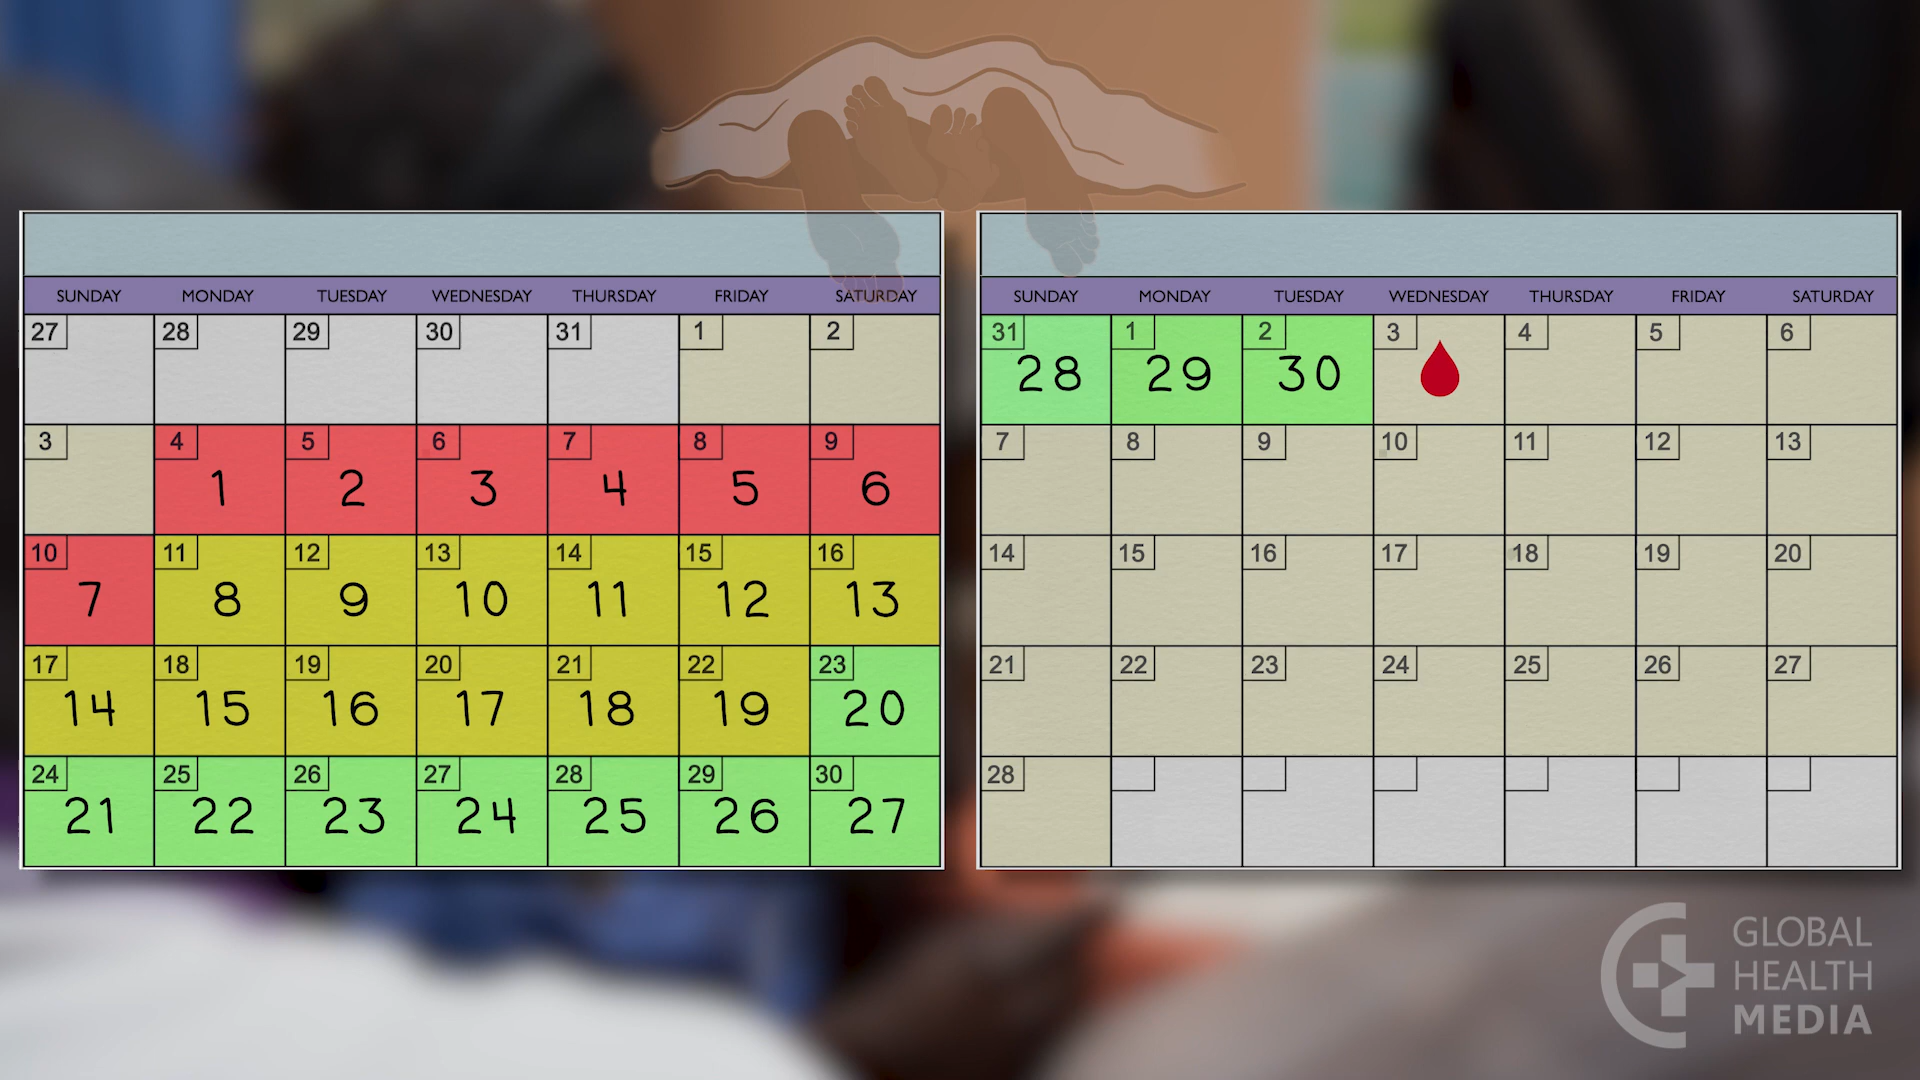 SUNDAY MONDAY TUESDAY WEDNESDAY THURSDAY FRIDAY SATURDAY
27 28 29 30 31 1 2
3 4 5 6 7 8 9
1 2 3 4 5 6
10 11 12 13 14 15 16
7 8 9 10 11 12 13
17 18 19 20 21 22 23
14 15 16 17 18 19 20
24 25 26 27 28 29 30
21 22 23 24 25 26 27
SUNDAY MONDAY TUESDAY WEDNESDAY THURSDAY FRIDAY SATURDAY
31 1 2 3 4 5 6
28 29 30
7 8 9 10 11 12 13
14 15 16 17 18 19 20
21 22 23 24 25 26 27
28
GLOBAL
HEALTH
MEDIA